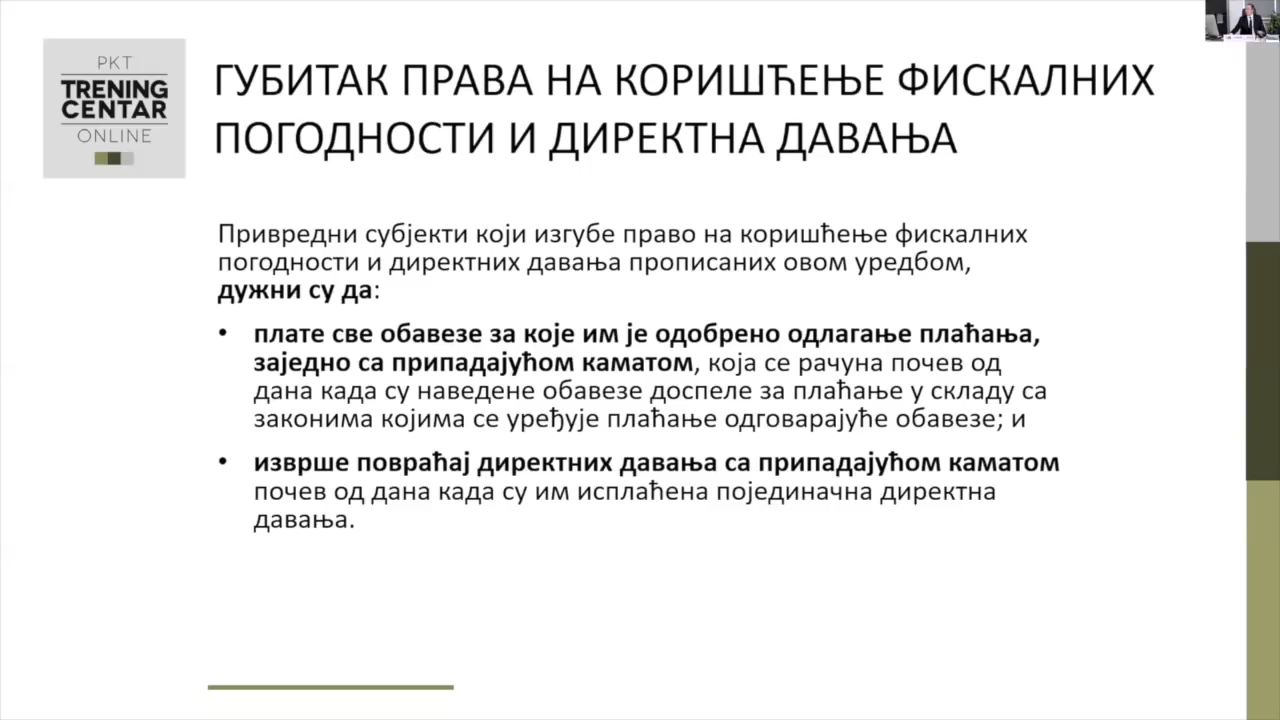 PKT
TRENING
CENTAR
ONLINE
ГУБИТАК ПРАВА НА КОРИШЋЕЊЕ ФИСКАЛНИХ
ПОГОДНОСТИ И ДИРЕКТНА ДАВАЊА
Привредни субјекти који изгубе право на коришћење фискалних
погодности и директних давања прописаних овом уредбом,
дужни су да:
• плате све обавезе за које им је одобрено одлагање плаћања,
заједно са припадајућом каматом, која се рачуна почев од
дана када су наведене обавезе доспеле за плаћање у складу са
законима којима се уређује плаћање одговарајуће обавезе; и
• изврше повраћај директних давања са припадајућом каматом
почев од дана када су им исплаћена појединачна директна
давања.